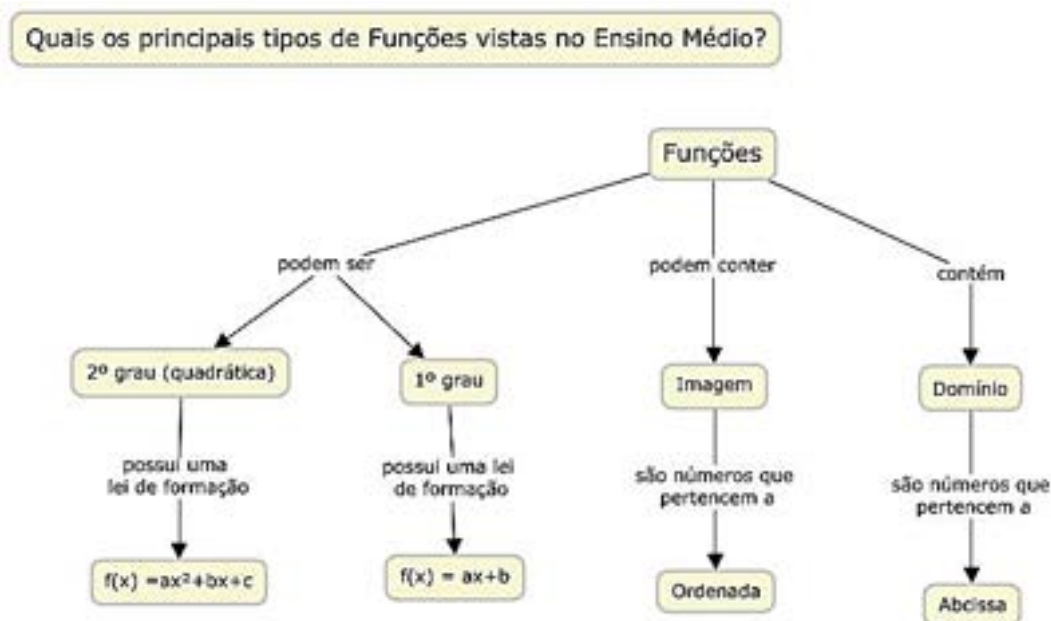 Quais os principais tipos de Funções vistas no Ensino Médio?
Funções
podem ser
podem conter
contém
2º grau (quadrática)
1º grau
Imagem
Domínio
possui uma
lei de formação
possui uma lei
de formação
são números que
pertencem a
são números que
pertencem a
f(x) =ax²+bx+c
f(x) = ax+b
Ordenada
Abcissa